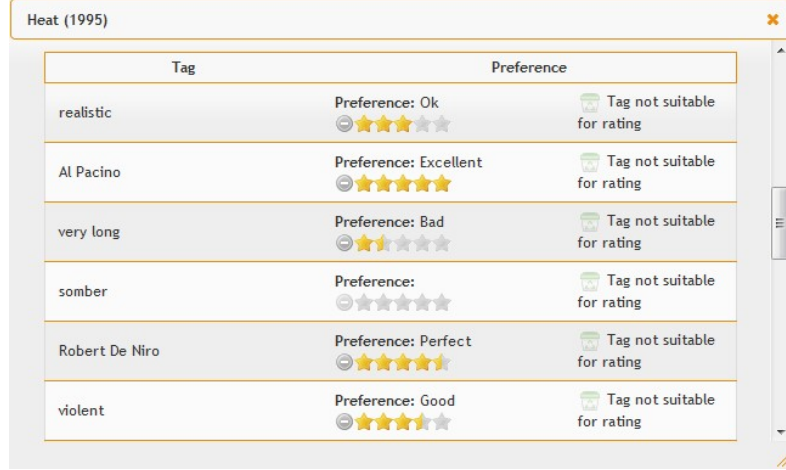 Heat (1995)
Tag Preference
realistic
Preference: Ok
Tag not suitable
for rating
Al Pacino
Preference: Excellent
Tag not suitable
for rating
very long
Preference: Bad
Tag not suitable
for rating
somber
Preference:
Tag not suitable
for rating
Robert De Niro
Preference: Perfect
Tag not suitable
for rating
violent
Preference: Good
Tag not suitable
for rating